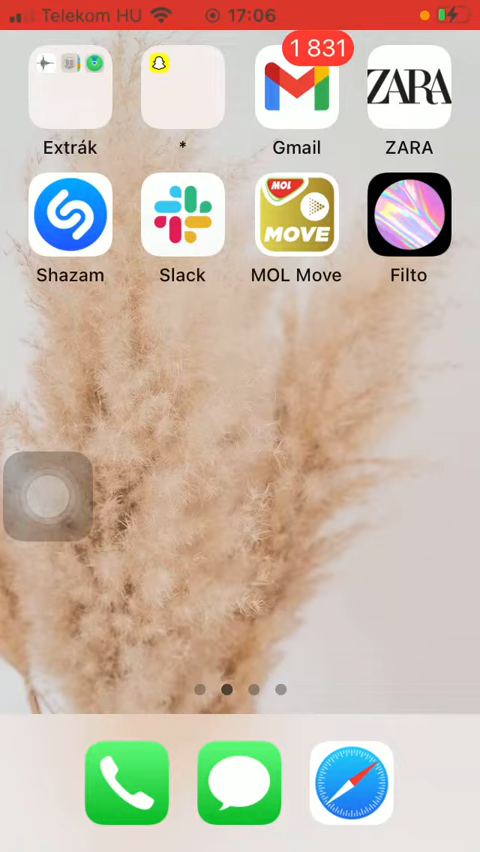 Telekom HU 17:06
1 831
ZARA
Extrák * Gmail ZARA
MOL
MOVE
Shazam Slack MOL Move Filto